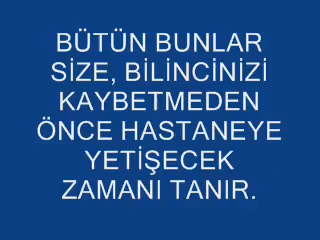 BÜTÜN BUNLAR
SİZE, BİLİNCİNİZİ
KAYBETMEDEN
ÖNCE HASTANEYE
YETİŞECEK
ZAMANI TANIR.